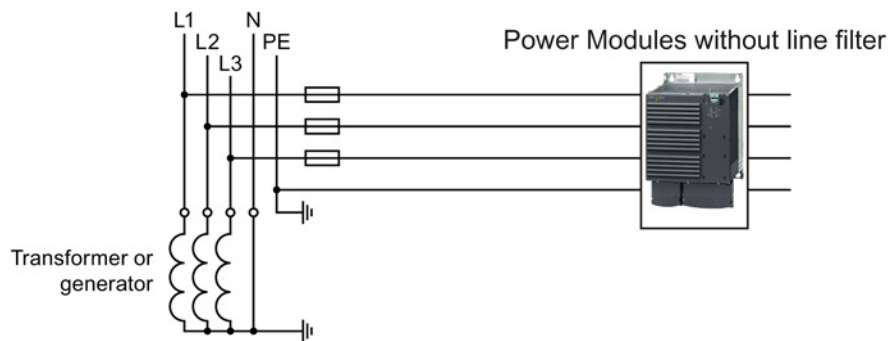 L1
N
L2
PE
L3
Power Modules without line filter
Transformer or
generator